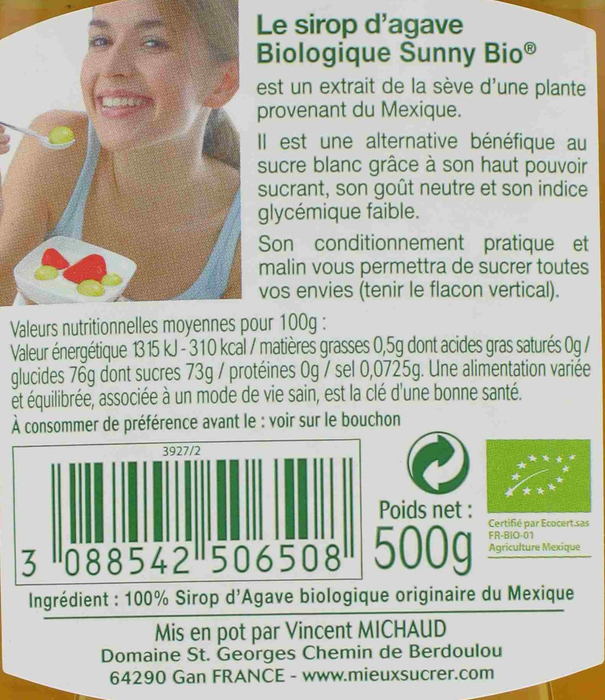 Le sirop d'agave
Biologique Sunny Bio®
est un extrait de la sève d'une plante
provenant du Mexique.
Il est une alternative bénéfique au
sucre blanc grâce à son haut pouvoir
sucrant, son goût neutre et son indice
glycémique faible.
Son conditionnement pratique et
malin vous permettra de sucrer toutes
vos envies (tenir le flacon vertical).
Valeurs nutritionnelles moyennes pour 100g :
Valeur énergétique 1315 kJ - 310 kcal / matières grasses 0,5g dont acides gras saturés 0g /
glucides 76g dont sucres 73g / protéines 0g / sel 0,0725g. Une alimentation variée
et équilibrée, associée à un mode de vie sain, est la clé d'une bonne santé.
À consommer de préférence avant le : voir sur le bouchon
3927/2
3 088542 506508
Poids net :
500g
Certifié par Ecocert.sas
FR-BIO-01
Agriculture Mexique
Ingrédient : 100% Sirop d'Agave biologique originaire du Mexique
Mis en pot par Vincent MICHAUD
Domaine St. Georges Chemin de Berdoulou
64290 Gan FRANCE - www.mieuxsucrer.com